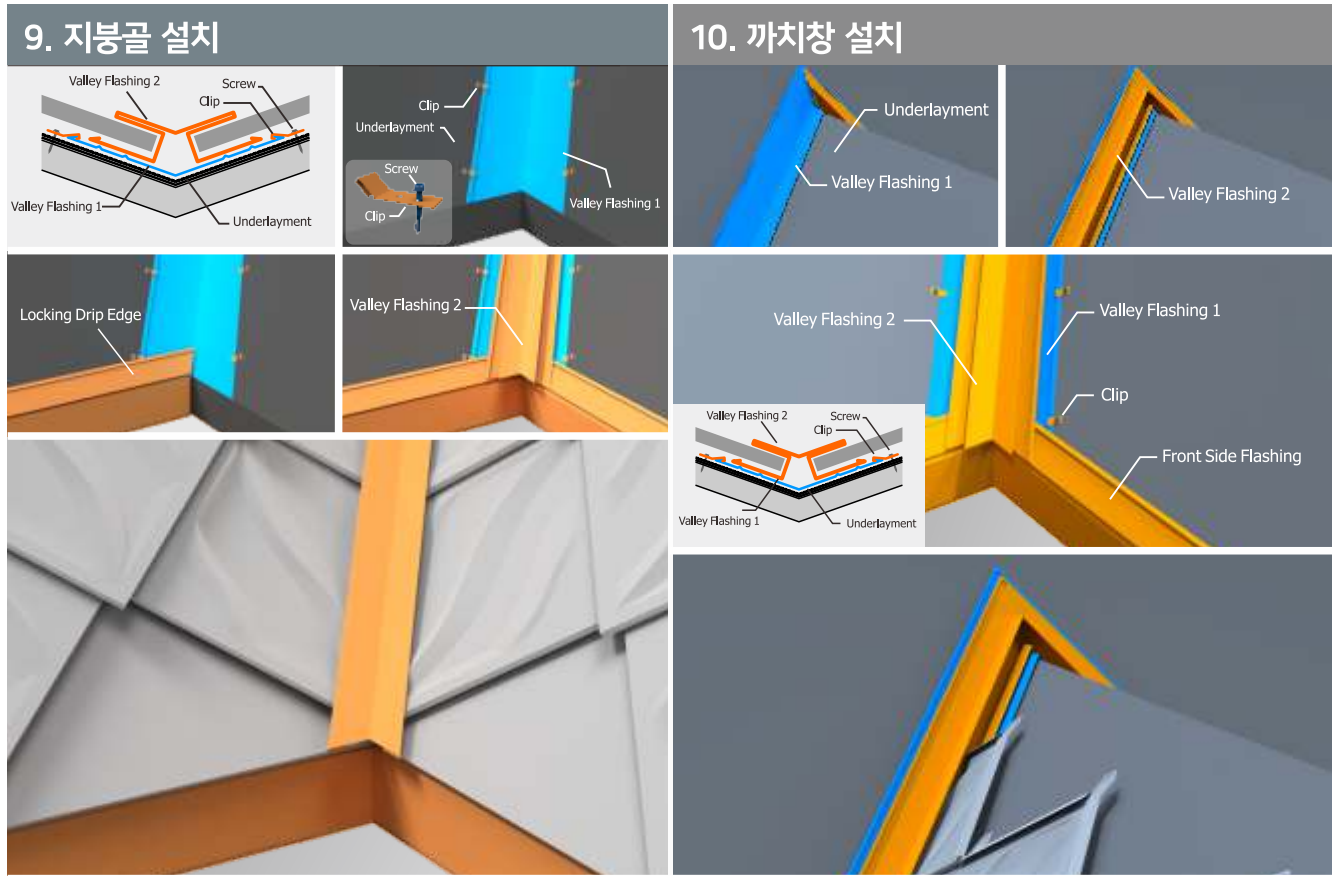 9. 지붕골 설치
Valley Flashing 2
Screw
Clip
Valley Flashing 1
Underlayment
Clip
Underlayment
Screw
Clip
Valley Flashing 1
Locking Drip Edge
Valley Flashing 2
10. 까치창 설치
Underlayment
Valley Flashing 1
Valley Flashing 2
Valley Flashing 2
Valley Flashing 1
Clip
Front Side Flashing
Valley Flashing 2
Screw
Clip
Valley Flashing 1
Underlayment